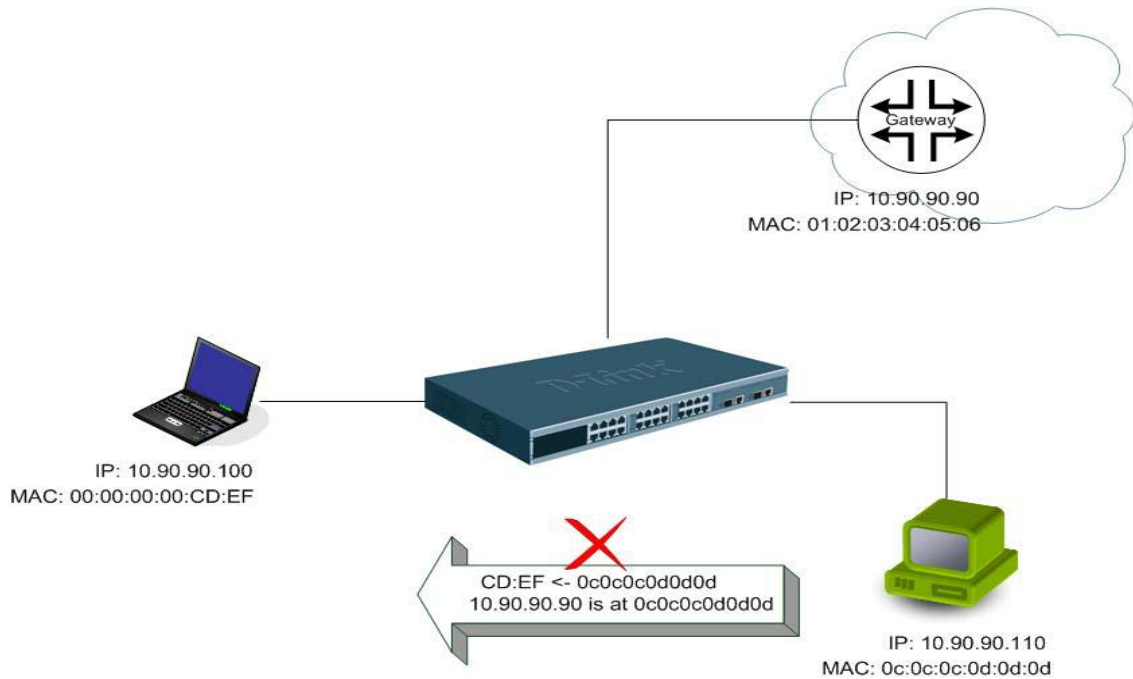 Gateway
IP: 10.90.90.90
MAC: 01:02:03:04:05:06
D-Link
IP: 10.90.90.100
MAC: 00:00:00:00:CD:EF
CD:EF <- 0c0c0c0d0d0d
10.90.90.90 is at 0c0c0c0d0d0d
IP: 10.90.90.110
MAC: 0c:0c:0c:0d:0d:0d